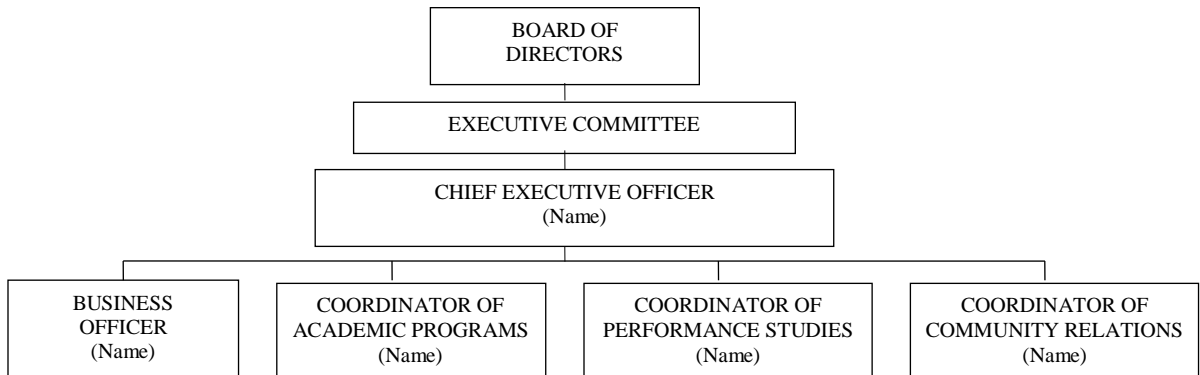 BOARD OF
DIRECTORS
EXECUTIVE COMMITTEE
CHIEF EXECUTIVE OFFICER
(Name)
BUSINESS
OFFICER
(Name)
COORDINATOR OF
ACADEMIC PROGRAMS
(Name)
COORDINATOR OF
PERFORMANCE STUDIES
(Name)
COORDINATOR OF
COMMUNITY RELATIONS
(Name)